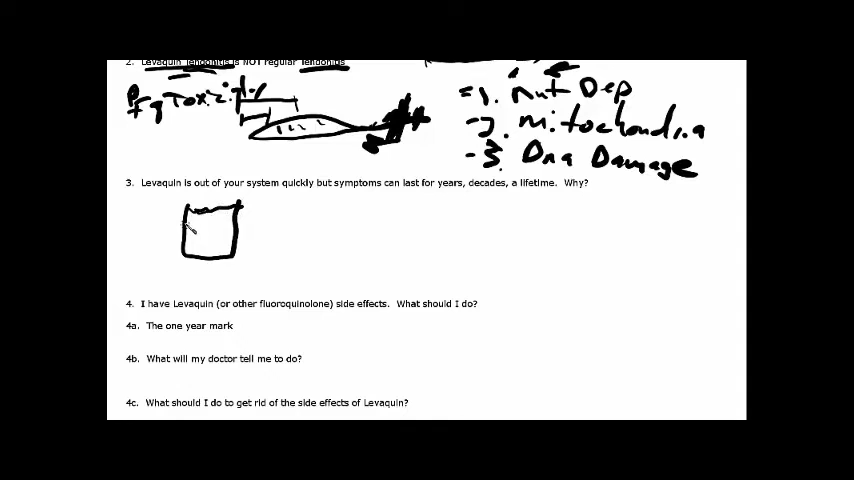 2. Levaquin Tendonitis is NOT regular Tendonitis
Toxicity
=1. Nut Dep
-2. mitochondria
-3. Dna Damage
3. Levaquin is out of your system quickly but symptoms can last for years, decades, a lifetime. Why?
4. I have Levaquin (or other fluoroquinolone) side effects. What should I do?
4a. The one year mark
4b. What will my doctor tell me to do?
4c. What should I do to get rid of the side effects of Levaquin?